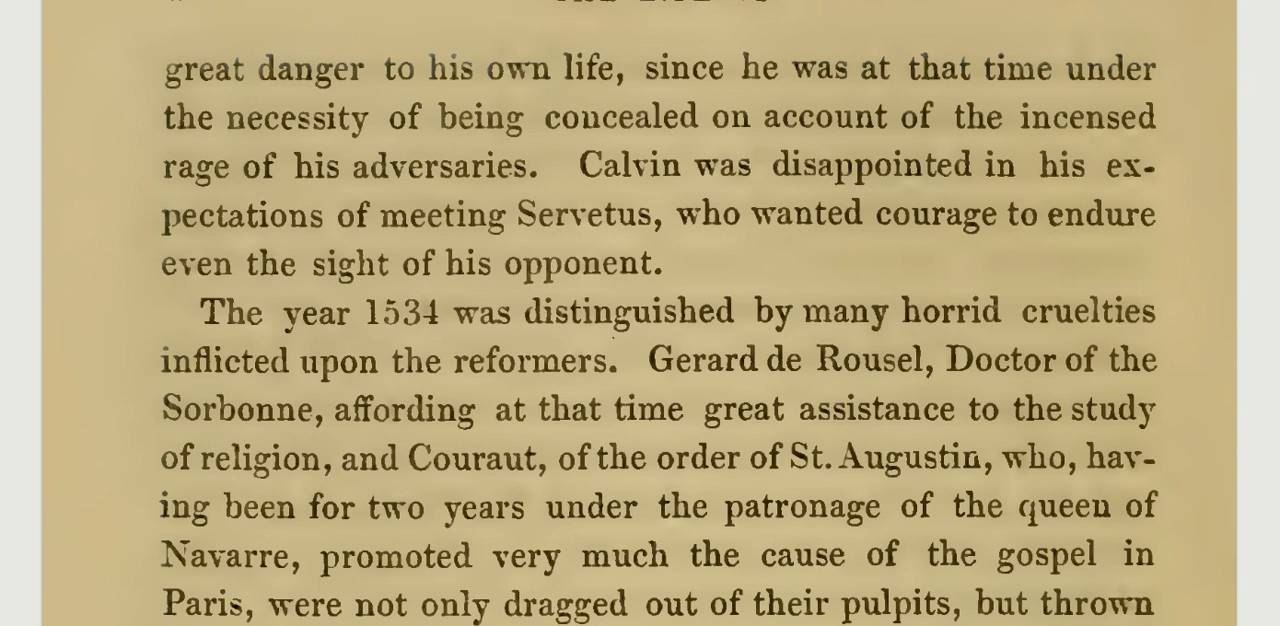 great danger to his own life, since he was at that time under
the necessity of being concealed on account of the incensed
rage of his adversaries. Calvin was disappointed in his ex-
pectations of meeting Servetus, who wanted courage to endure
even the sight of his opponent.
The year 1534 was distinguished by many horrid cruelties
inflicted upon the reformers. Gerard de Rousel, Doctor of the
Sorbonne, affording at that time great assistance to the study
of religion, and Couraut, of the order of St. Augustin, who, hav-
ing been for two years under the patronage of the queen of
Navarre, promoted very much the cause of the gospel in
Paris, were not only dragged out of their pulpits, but thrown